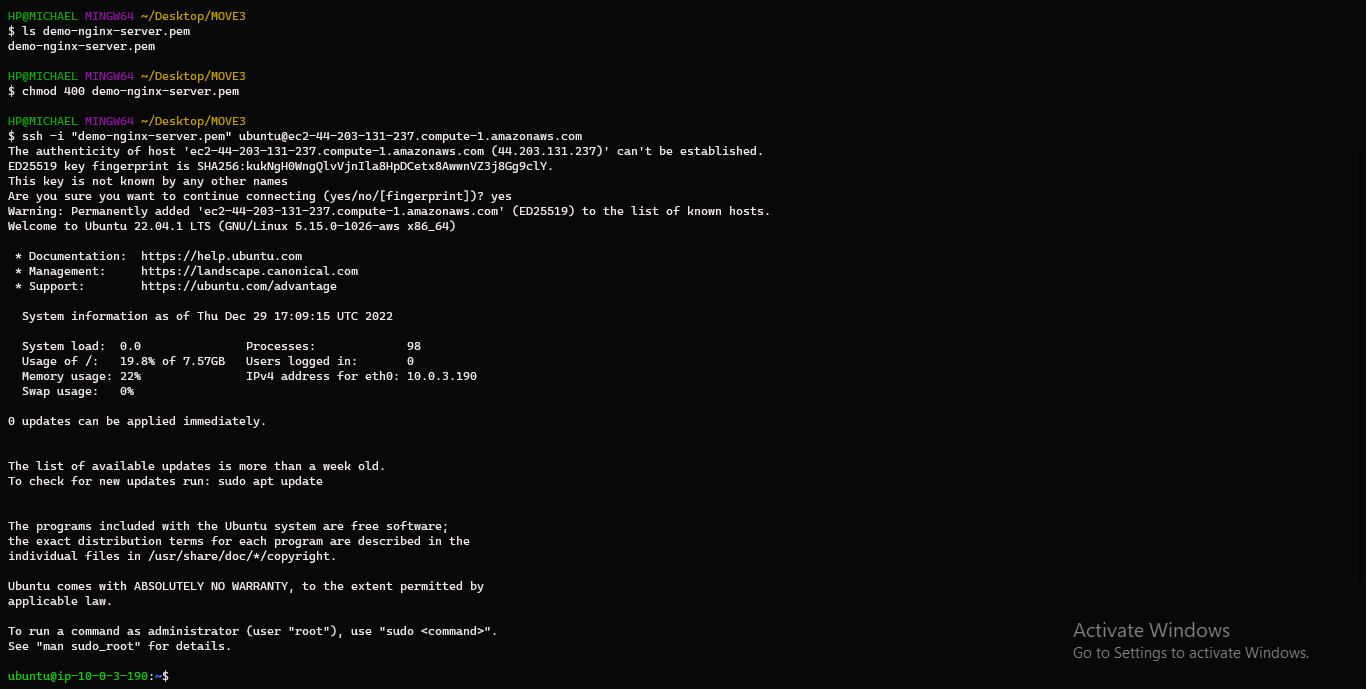 HP@MICHAEL MINGW64 ~/Desktop/MOVE3
$ ls demo-nginx-server.pem
demo-nginx-server.pem
HP@MICHAEL MINGW64 ~/Desktop/MOVE3
$ chmod 400 demo-nginx-server.pem
HP@MICHAEL MINGW64 ~/Desktop/MOVE3
$ ssh -i "demo-nginx-server.pem" ubuntu@ec2-44-203-131-237.compute-1.amazonaws.com
The authenticity of host 'ec2-44-203-131-237.compute-1.amazonaws.com (44.203.131.237)' can't be established.
ED25519 key fingerprint is SHA256:kukNgH0WngQlvVjnIla8HpDCetx8AwwnVZ3j8Gg9clY.
This key is not known by any other names
Are you sure you want to continue connecting (yes/no/[fingerprint])? yes
Warning: Permanently added 'ec2-44-203-131-237.compute-1.amazonaws.com' (ED25519) to the list of known hosts.
Welcome to Ubuntu 22.04.1 LTS (GNU/Linux 5.15.0-1026-aws x86_64)
* Documentation:  https://help.ubuntu.com
* Management:     https://landscape.canonical.com
* Support:        https://ubuntu.com/advantage
System information as of Thu Dec 29 17:09:15 UTC 2022
System load:  0.0               Processes:             98
Usage of /:   19.8% of 7.57GB   Users logged in:       0
Memory usage: 22%               IPv4 address for eth0: 10.0.3.190
Swap usage:   0%
0 updates can be applied immediately.
The list of available updates is more than a week old.
To check for new updates run: sudo apt update
The programs included with the Ubuntu system are free software;
the exact distribution terms for each program are described in the
individual files in /usr/share/doc/*/copyright.
Ubuntu comes with ABSOLUTELY NO WARRANTY, to the extent permitted by
applicable law.
To run a command as administrator (user "root"), use "sudo <command>".
See "man sudo_root" for details.
ubuntu@ip-10-0-3-190:~$
Activate Windows
Go to Settings to activate Windows.